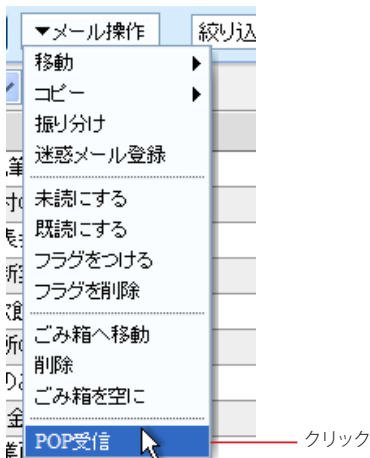 ▼メール操作
絞り込
移動
コピー
振り分け
迷惑メール登録
未読にする
既読にする
フラグをつける
フラグを削除
ごみ箱へ移動
削除
ごみ箱を空に
POP受信
クリック